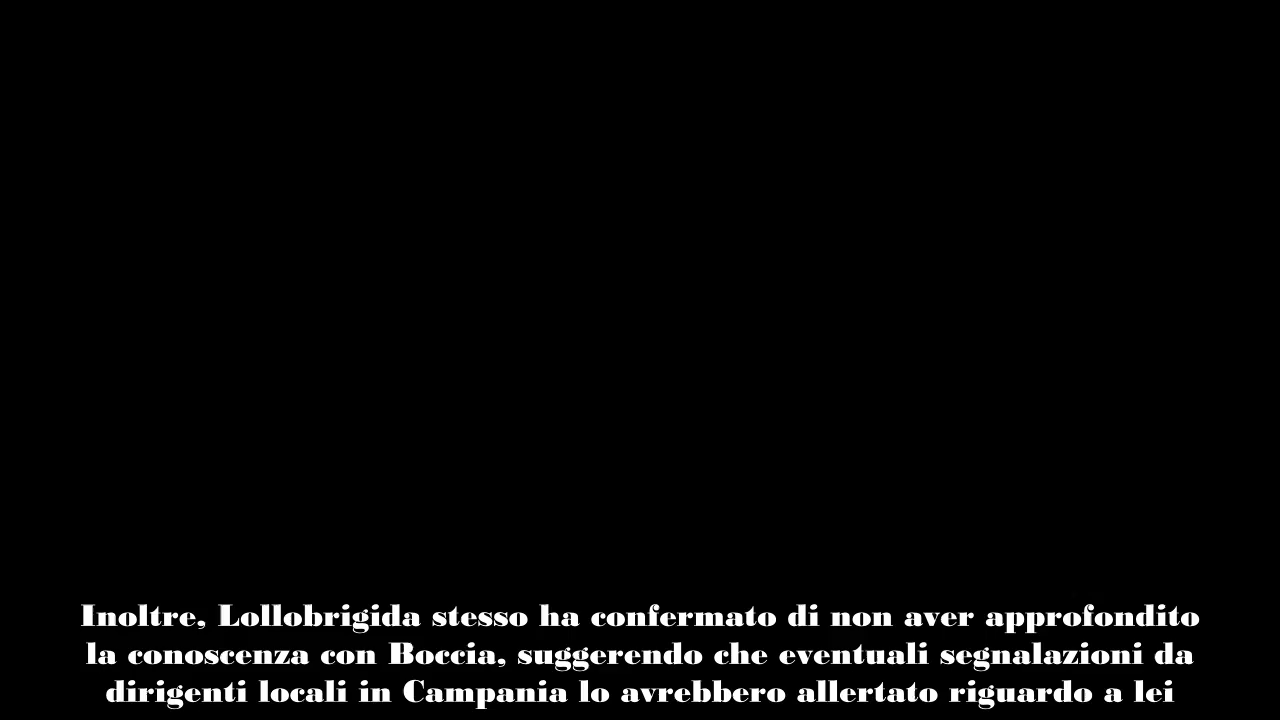 Inoltre, Lollobrigida stesso ha confermato di non aver approfondito
la conoscenza con Boccia, suggerendo che eventuali segnalazioni da
dirigenti locali in Campania lo avrebbero allertato riguardo a lei